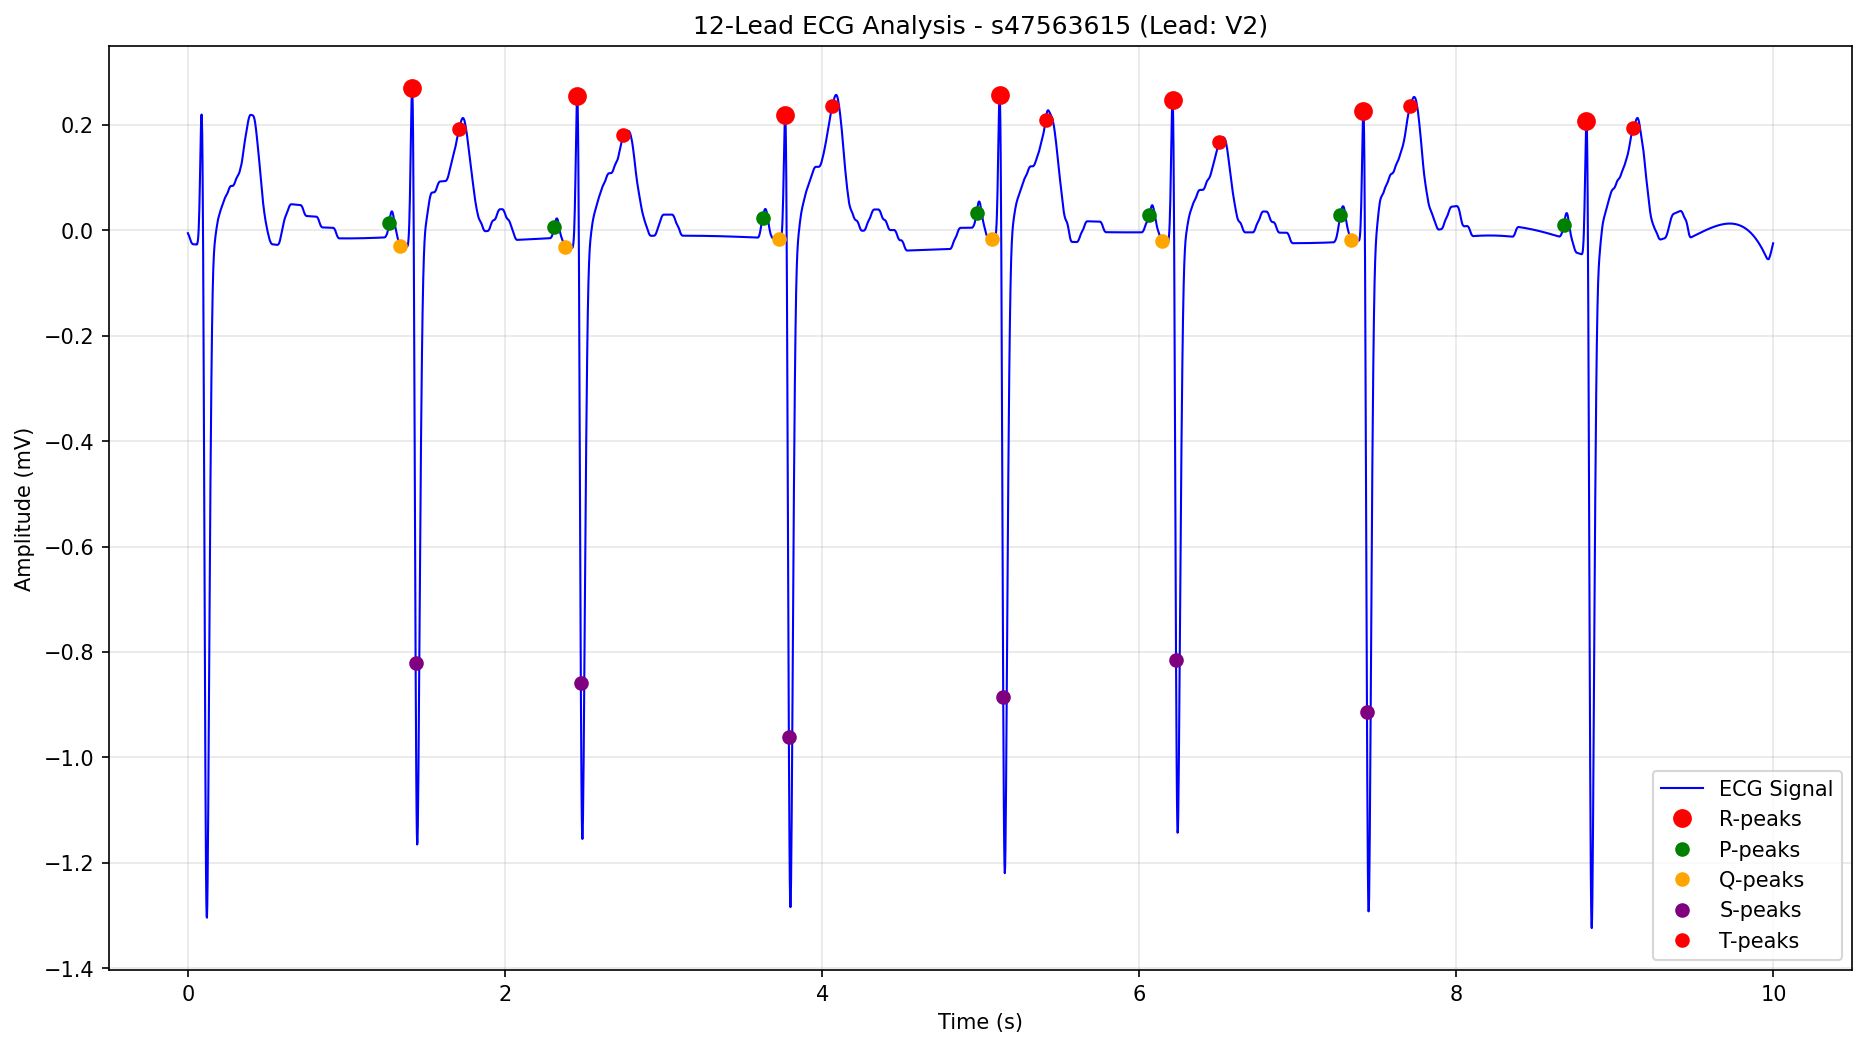 12-Lead ECG Analysis - s47563615 (Lead: V2)
Amplitude (mV)
0.2
0.0
−0.2
−0.4
−0.6
−0.8
−1.0
−1.2
−1.4
ECG Signal
R-peaks
P-peaks
Q-peaks
S-peaks
T-peaks
0 2 4 6 8 10
Time (s)